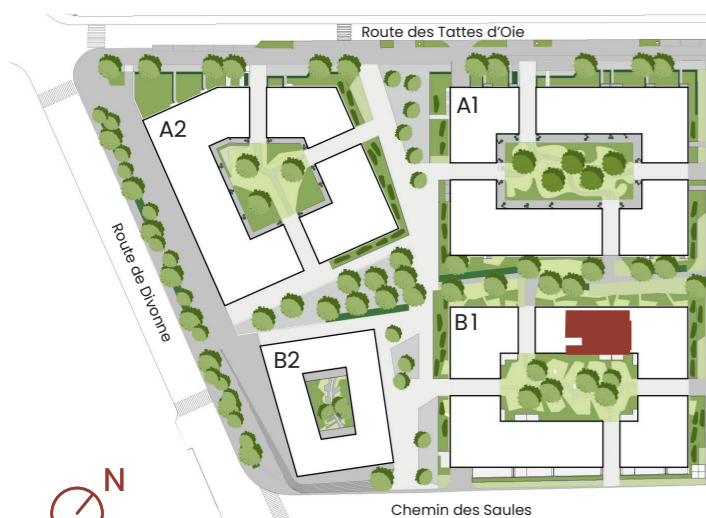 Route des Tattes d'Oie
A2
A1
Route de Divonne
B1
B2
N
Chemin des Saules